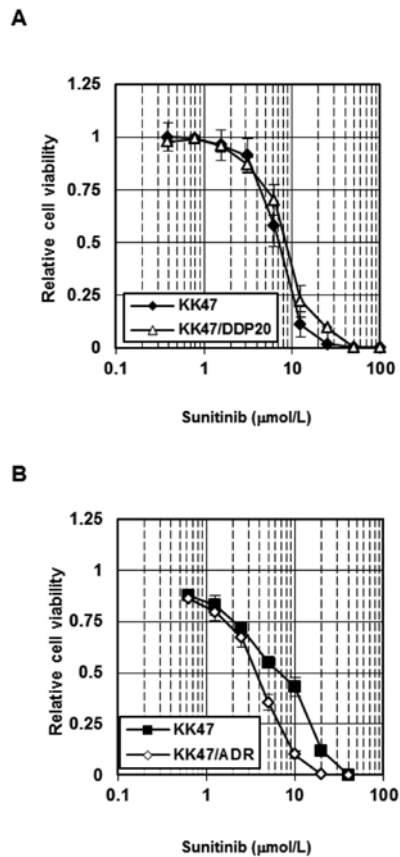 A
1.25
1
0.75
0.5
0.25
0
Relative cell viability
KK47
KK47/DDP20
0.1 1 10 100
Sunitinib (μmol/L)
B
1.25
1
0.75
0.5
0.25
0
Relative cell viability
KK47
KK47/ADR
0.1 1 10 100
Sunitinib (μmol/L)